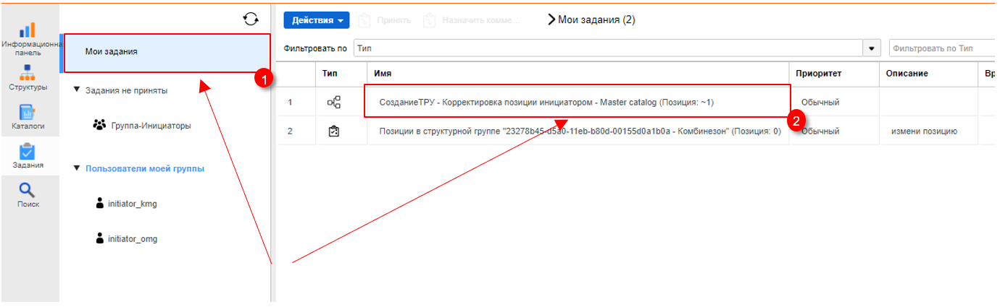 Информационна
панель
Структуры
Каталоги
Задания
Поиск
Мои задания
1
Задания не приняты
Группа-Инициаторы
Пользователи моей группы
initiator_kmg
initiator_omg
Действия Принять Назначить комме... Мои задания (2)
Фильтровать по Тип Фильтровать по Тип
Тип Имя Приоритет Описание Вр
1 СозданиеТРУ - Корректировка позиции инициатором - Master catalog (Позиция: ~1) Обычный
2
2 Позиции в структурной группе "23278b45-d5a0-11eb-b80d-00155d0a1b0a - Комбинезон" (Позиция: 0) Обычный измени позицию